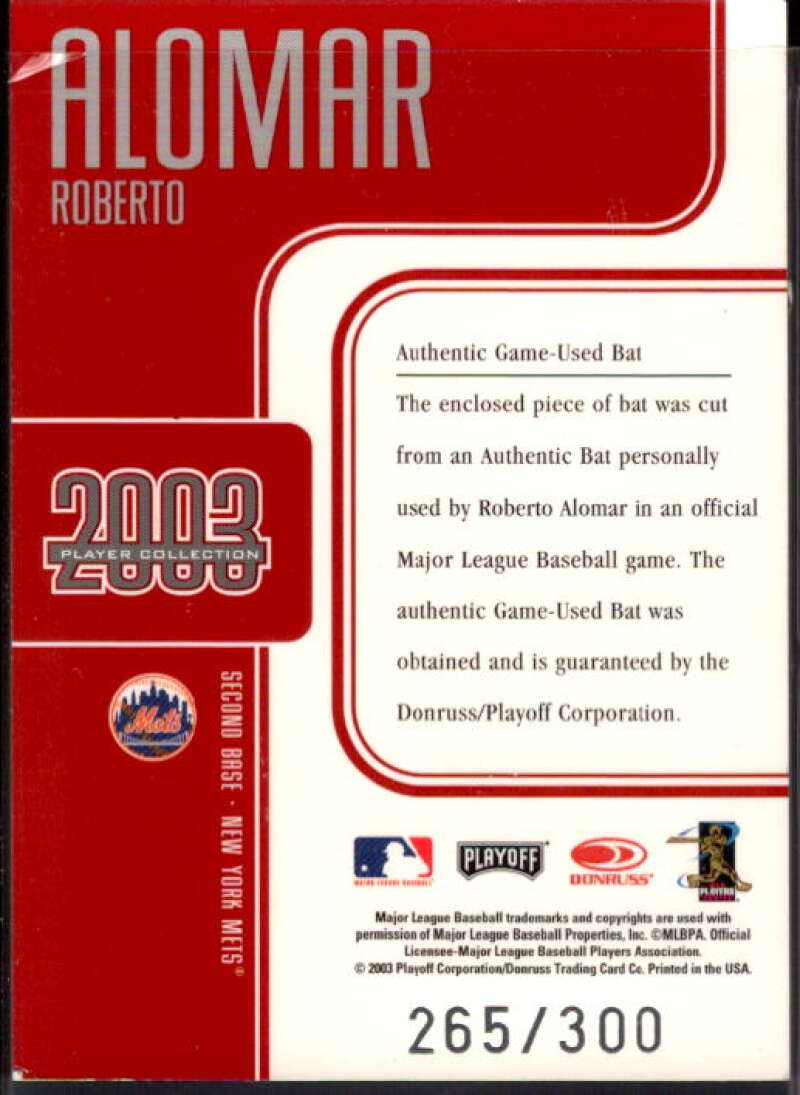 ALOMAR
ROBERTO
Authentic Game-Used Bat
The enclosed piece of bat was cut
from an Authentic Bat personally
used by Roberto Alomar in an official
Major League Baseball game. The
authentic Game-Used Bat was
obtained and is guaranteed by the
Donruss/Playoff Corporation.
2003
PLAYER COLLECTION
Mets
SECOND BASE · NEW YORK METS®
MAJOR LEAGUE BASEBALL
PLAYOFF
DONRUSS®
PLAYERS
Major League Baseball trademarks and copyrights are used with
permission of Major League Baseball Properties, Inc. ©MLBPA. Official
Licensee-Major League Baseball Players Association.
© 2003 Playoff Corporation/Donruss Trading Card Co. Printed in the USA.
265/300